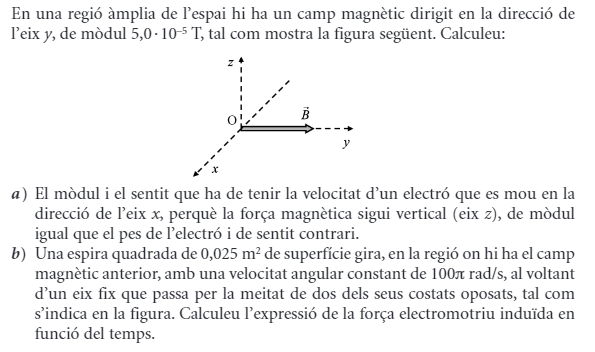 En una regió àmplia de l'espai hi ha un camp magnètic dirigit en la direcció de
l'eix y, de mòdul 5,0·10⁻⁵ T, tal com mostra la figura següent. Calculeu:
z
O
B⃗
y
x
a) El mòdul i el sentit que ha de tenir la velocitat d'un electró que es mou en la
direcció de l'eix x, perquè la força magnètica sigui vertical (eix z), de mòdul
igual que el pes de l'electró i de sentit contrari.
b) Una espira quadrada de 0,025 m² de superfície gira, en la regió on hi ha el camp
magnètic anterior, amb una velocitat angular constant de 100π rad/s, al voltant
d'un eix fix que passa per la meitat de dos dels seus costats oposats, tal com
s'indica en la figura. Calculeu l'expressió de la força electromotriu induïda en
funció del temps.